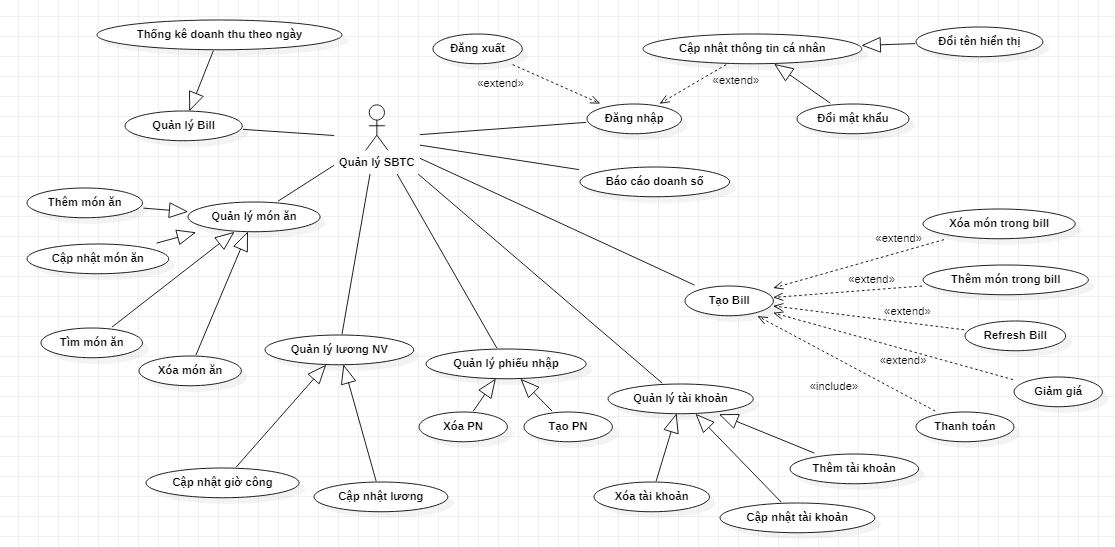 Thống kê doanh thu theo ngày
Đăng xuất
Cập nhật thông tin cá nhân
Đổi tên hiển thị
«extend»
«extend»
Quản lý Bill
Đăng nhập
Đổi mật khẩu
Quản lý SBTC
Báo cáo doanh số
Thêm món ăn
Quản lý món ăn
Xóa món trong bill
«extend»
Cập nhật món ăn
Thêm món trong bill
«extend»
Tạo Bill
«extend»
Refresh Bill
Tìm món ăn
Quản lý lương NV
Quản lý phiếu nhập
«extend»
Xóa món ăn
«include»
Giảm giá
Quản lý tài khoản
Xóa PN
Tạo PN
Thanh toán
Thêm tài khoản
Cập nhật giờ công
Cập nhật lương
Xóa tài khoản
Cập nhật tài khoản